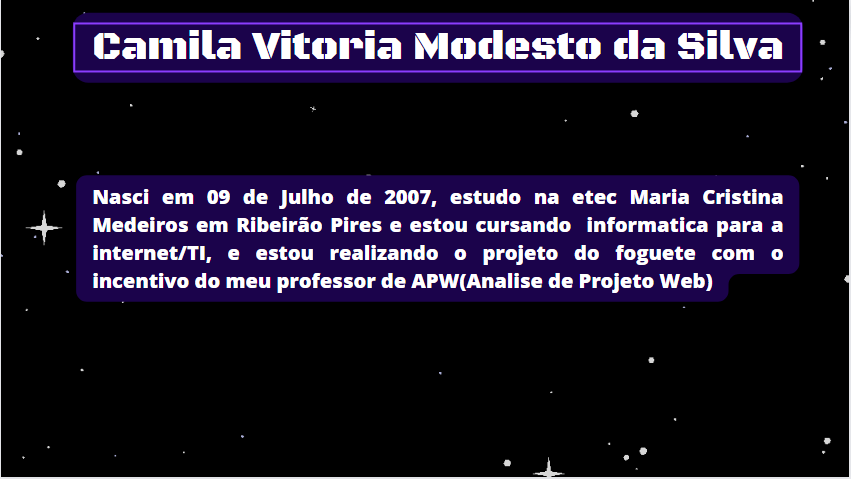 Camila Vitoria Modesto da Silva
Nasci em 09 de Julho de 2007, estudo na etec Maria Cristina
Medeiros em Ribeirão Pires e estou cursando  informatica para a
internet/TI, e estou realizando o projeto do foguete com o
incentivo do meu professor de APW(Analise de Projeto Web)